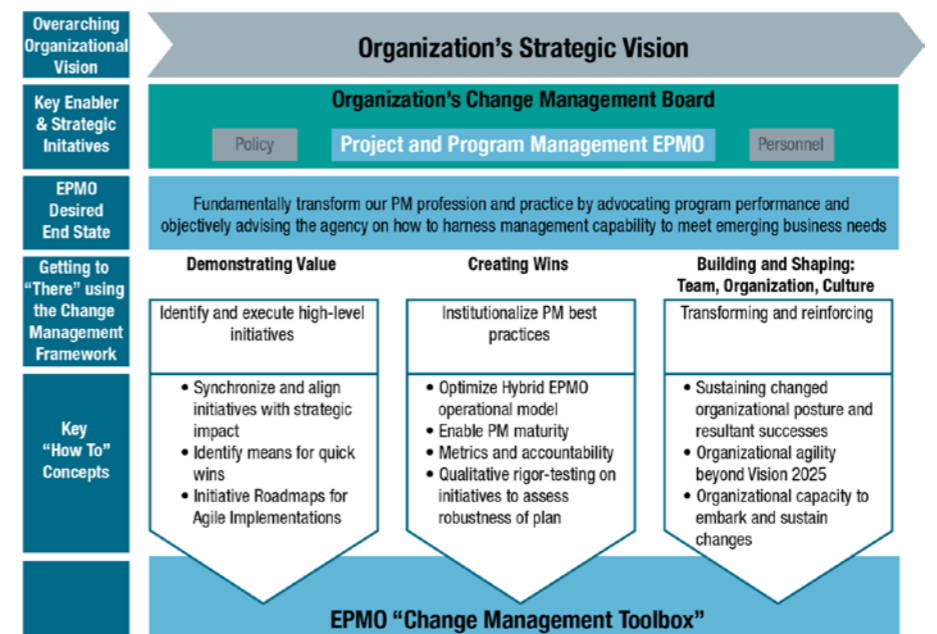 Overarching
Organizational
Vision
Organization's Strategic Vision
Key Enabler
& Strategic
Initatives
Organization's Change Management Board
Policy
Project and Program Management EPMO
Personnel
EPMO
Desired
End State
Fundamentally transform our PM profession and practice by advocating program performance and
objectively advising the agency on how to harness management capability to meet emerging business needs
Getting to
"There" using
the Change
Management
Framework
Demonstrating Value
Identify and execute high-level
initiatives
Creating Wins
Institutionalize PM best
practices
Building and Shaping:
Team, Organization, Culture
Transforming and reinforcing
Key
"How To"
Concepts
• Synchronize and align
initiatives with strategic
impact
• Identify means for quick
wins
• Initiative Roadmaps for
Agile Implementations
• Optimize Hybrid EPMO
operational model
• Enable PM maturity
• Metrics and accountability
• Qualitative rigor-testing on
initiatives to assess
robustness of plan
• Sustaining changed
organizational posture and
resultant successes
• Organizational agility
beyond Vision 2025
• Organizational capacity to
embark and sustain
changes
EPMO "Change Management Toolbox"